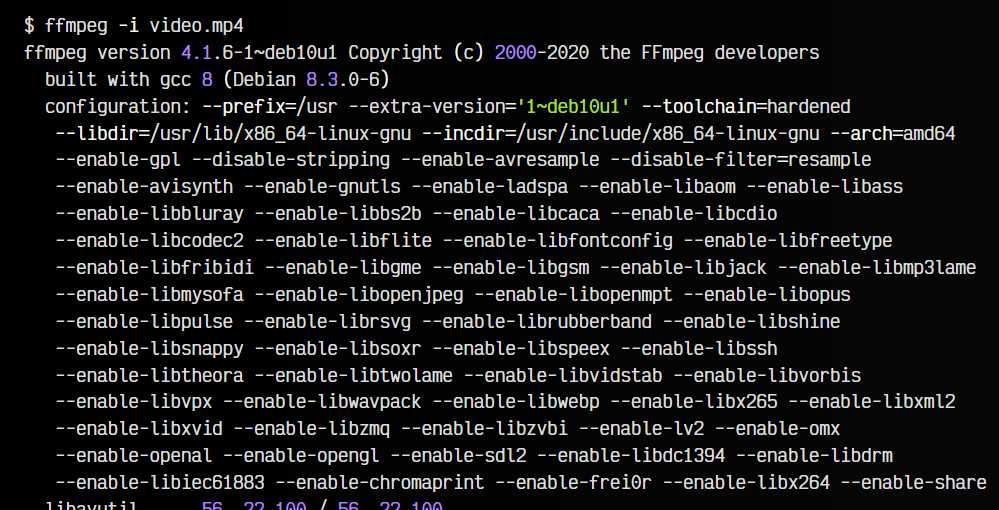 $ ffmpeg -i video.mp4
ffmpeg version 4.1.6-1~deb10u1 Copyright (c) 2000-2020 the FFmpeg developers
built with gcc 8 (Debian 8.3.0-6)
configuration: --prefix=/usr --extra-version='1~deb10u1' --toolchain=hardened
--libdir=/usr/lib/x86_64-linux-gnu --incdir=/usr/include/x86_64-linux-gnu --arch=amd64
--enable-gpl --disable-stripping --enable-avresample --disable-filter=resample
--enable-avisynth --enable-gnutls --enable-ladspa --enable-libaom --enable-libass
--enable-libbluray --enable-libbs2b --enable-libcaca --enable-libcdio
--enable-libcodec2 --enable-libflite --enable-libfontconfig --enable-libfreetype
--enable-libfribidi --enable-libgme --enable-libgsm --enable-libjack --enable-libmp3lame
--enable-libmysofa --enable-libopenjpeg --enable-libopenmpt --enable-libopus
--enable-libpulse --enable-librsvg --enable-librubberband --enable-libshine
--enable-libsnappy --enable-libsoxr --enable-libspeex --enable-libssh
--enable-libtheora --enable-libtwolame --enable-libvidstab --enable-libvorbis
--enable-libvpx --enable-libwavpack --enable-libwebp --enable-libx265 --enable-libxml2
--enable-libxvid --enable-libzmq --enable-libzvbi --enable-lv2 --enable-omx
--enable-openal --enable-opengl --enable-sdl2 --enable-libdc1394 --enable-libdrm
--enable-libiec61883 --enable-chromaprint --enable-frei0r --enable-libx264 --enable-share
libavutil 56. 22.100 / 56. 22.100